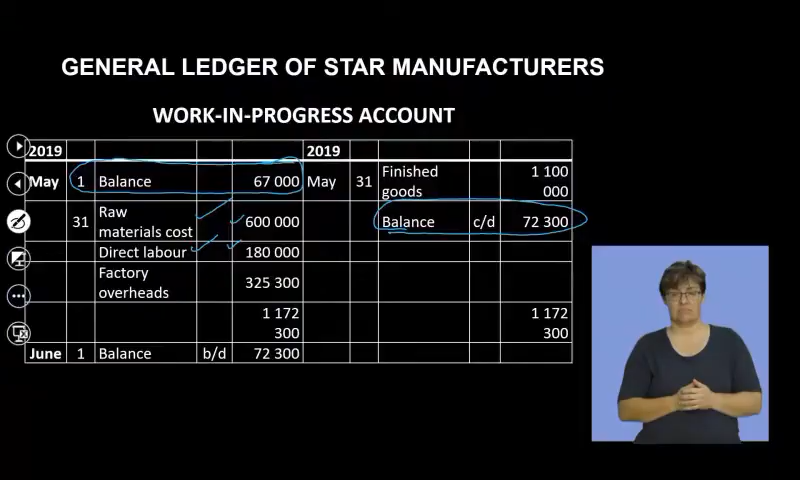 GENERAL LEDGER OF STAR MANUFACTURERS
WORK-IN-PROGRESS ACCOUNT
2019 2019
May 1 Balance 67 000 May 31 Finished goods 1 100 000
31 Raw materials cost 600 000 Balance c/d 72 300
Direct labour 180 000
Factory overheads 325 300
1 172 300 1 172 300
June 1 Balance b/d 72 300